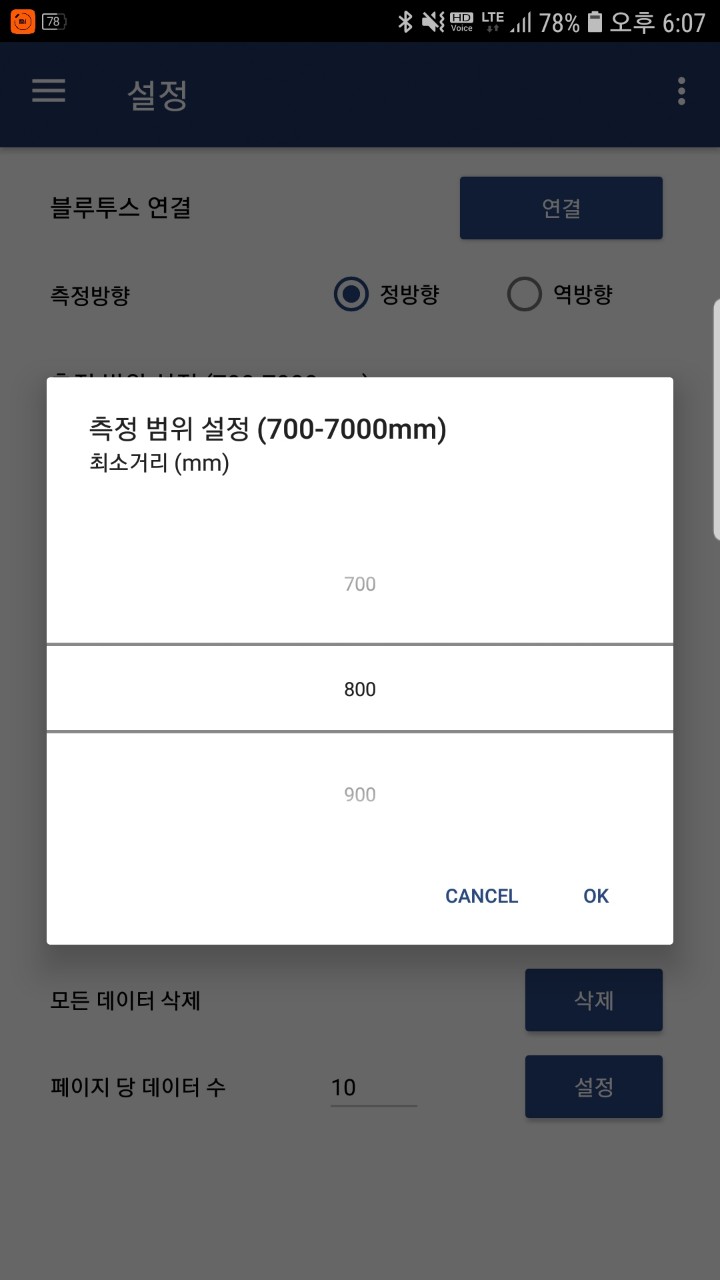 78 HD Voice LTE 78% 오후 6:07
설정
블루투스 연결 연결
측정방향 정방향 역방향
측정 범위 설정 (700-7000mm)
최소거리 (mm)
700
800
900
CANCEL OK
모든 데이터 삭제 삭제
페이지 당 데이터 수 10 설정